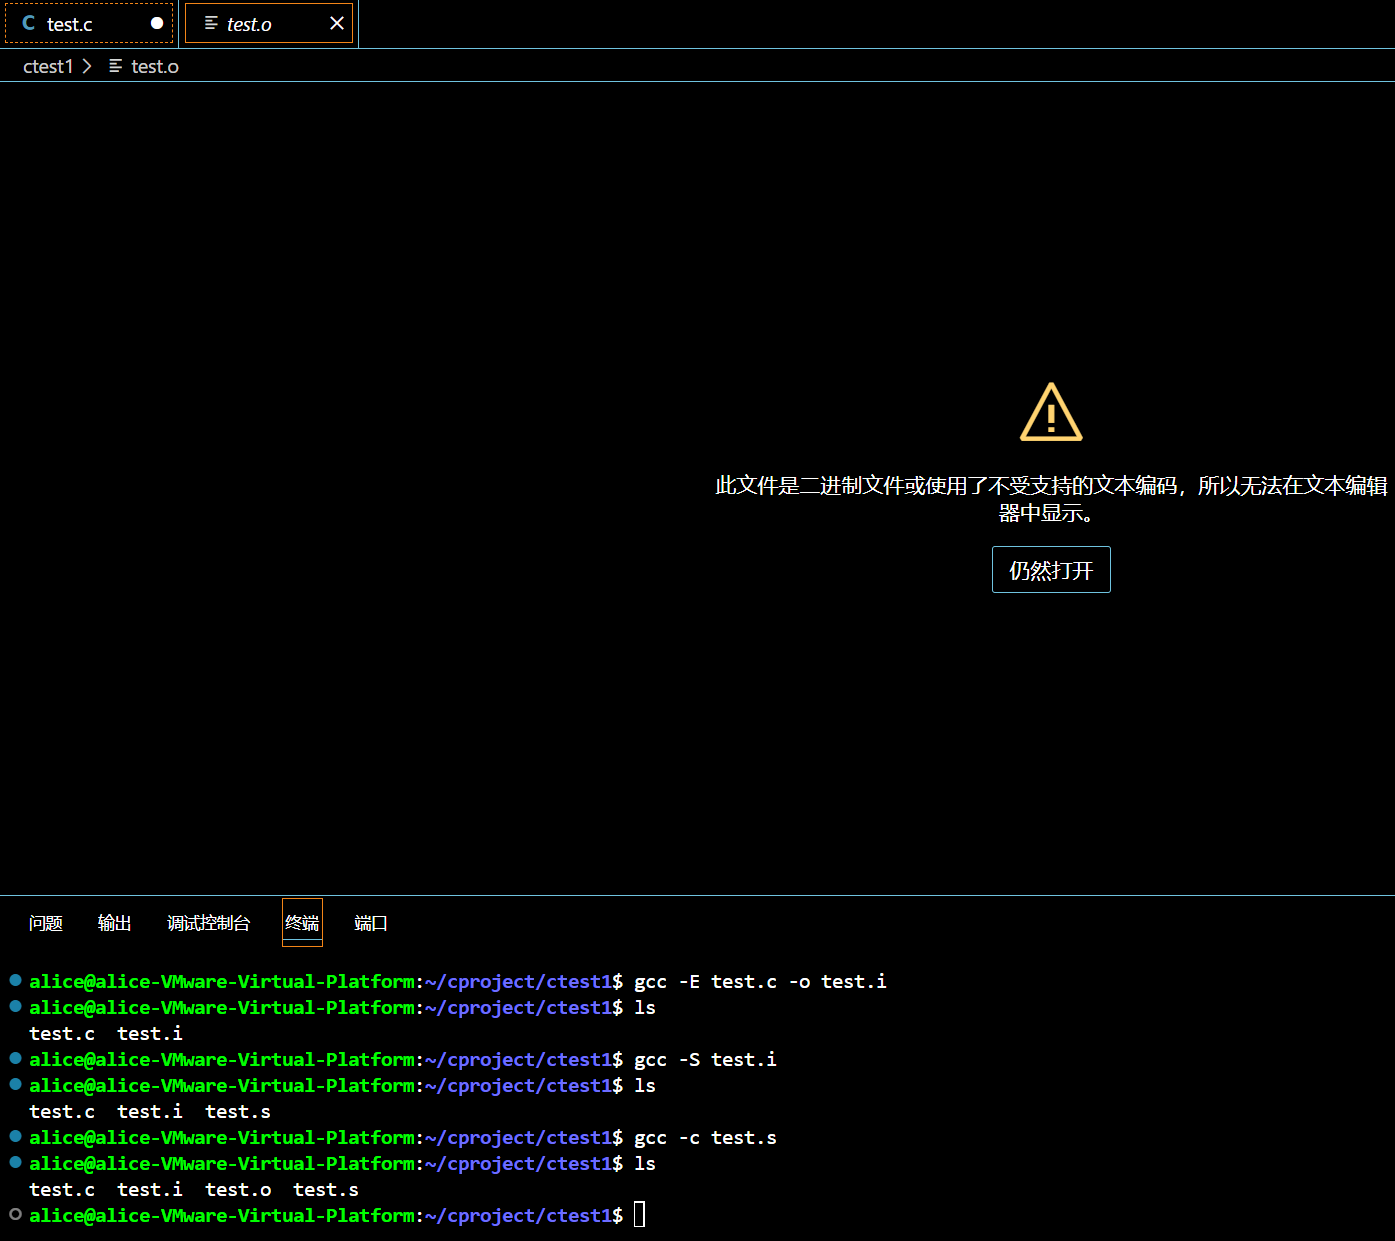 C test.c
test.o
ctest1 > test.o
此文件是二进制文件或使用了不受支持的文本编码，所以无法在文本编辑
器中显示。
仍然打开
问题 输出 调试控制台 终端 端口
alice@alice-VMware-Virtual-Platform:~/cproject/ctest1$ gcc -E test.c -o test.i
alice@alice-VMware-Virtual-Platform:~/cproject/ctest1$ ls
test.c  test.i
alice@alice-VMware-Virtual-Platform:~/cproject/ctest1$ gcc -S test.i
alice@alice-VMware-Virtual-Platform:~/cproject/ctest1$ ls
test.c  test.i  test.s
alice@alice-VMware-Virtual-Platform:~/cproject/ctest1$ gcc -c test.s
alice@alice-VMware-Virtual-Platform:~/cproject/ctest1$ ls
test.c  test.i  test.o  test.s
alice@alice-VMware-Virtual-Platform:~/cproject/ctest1$